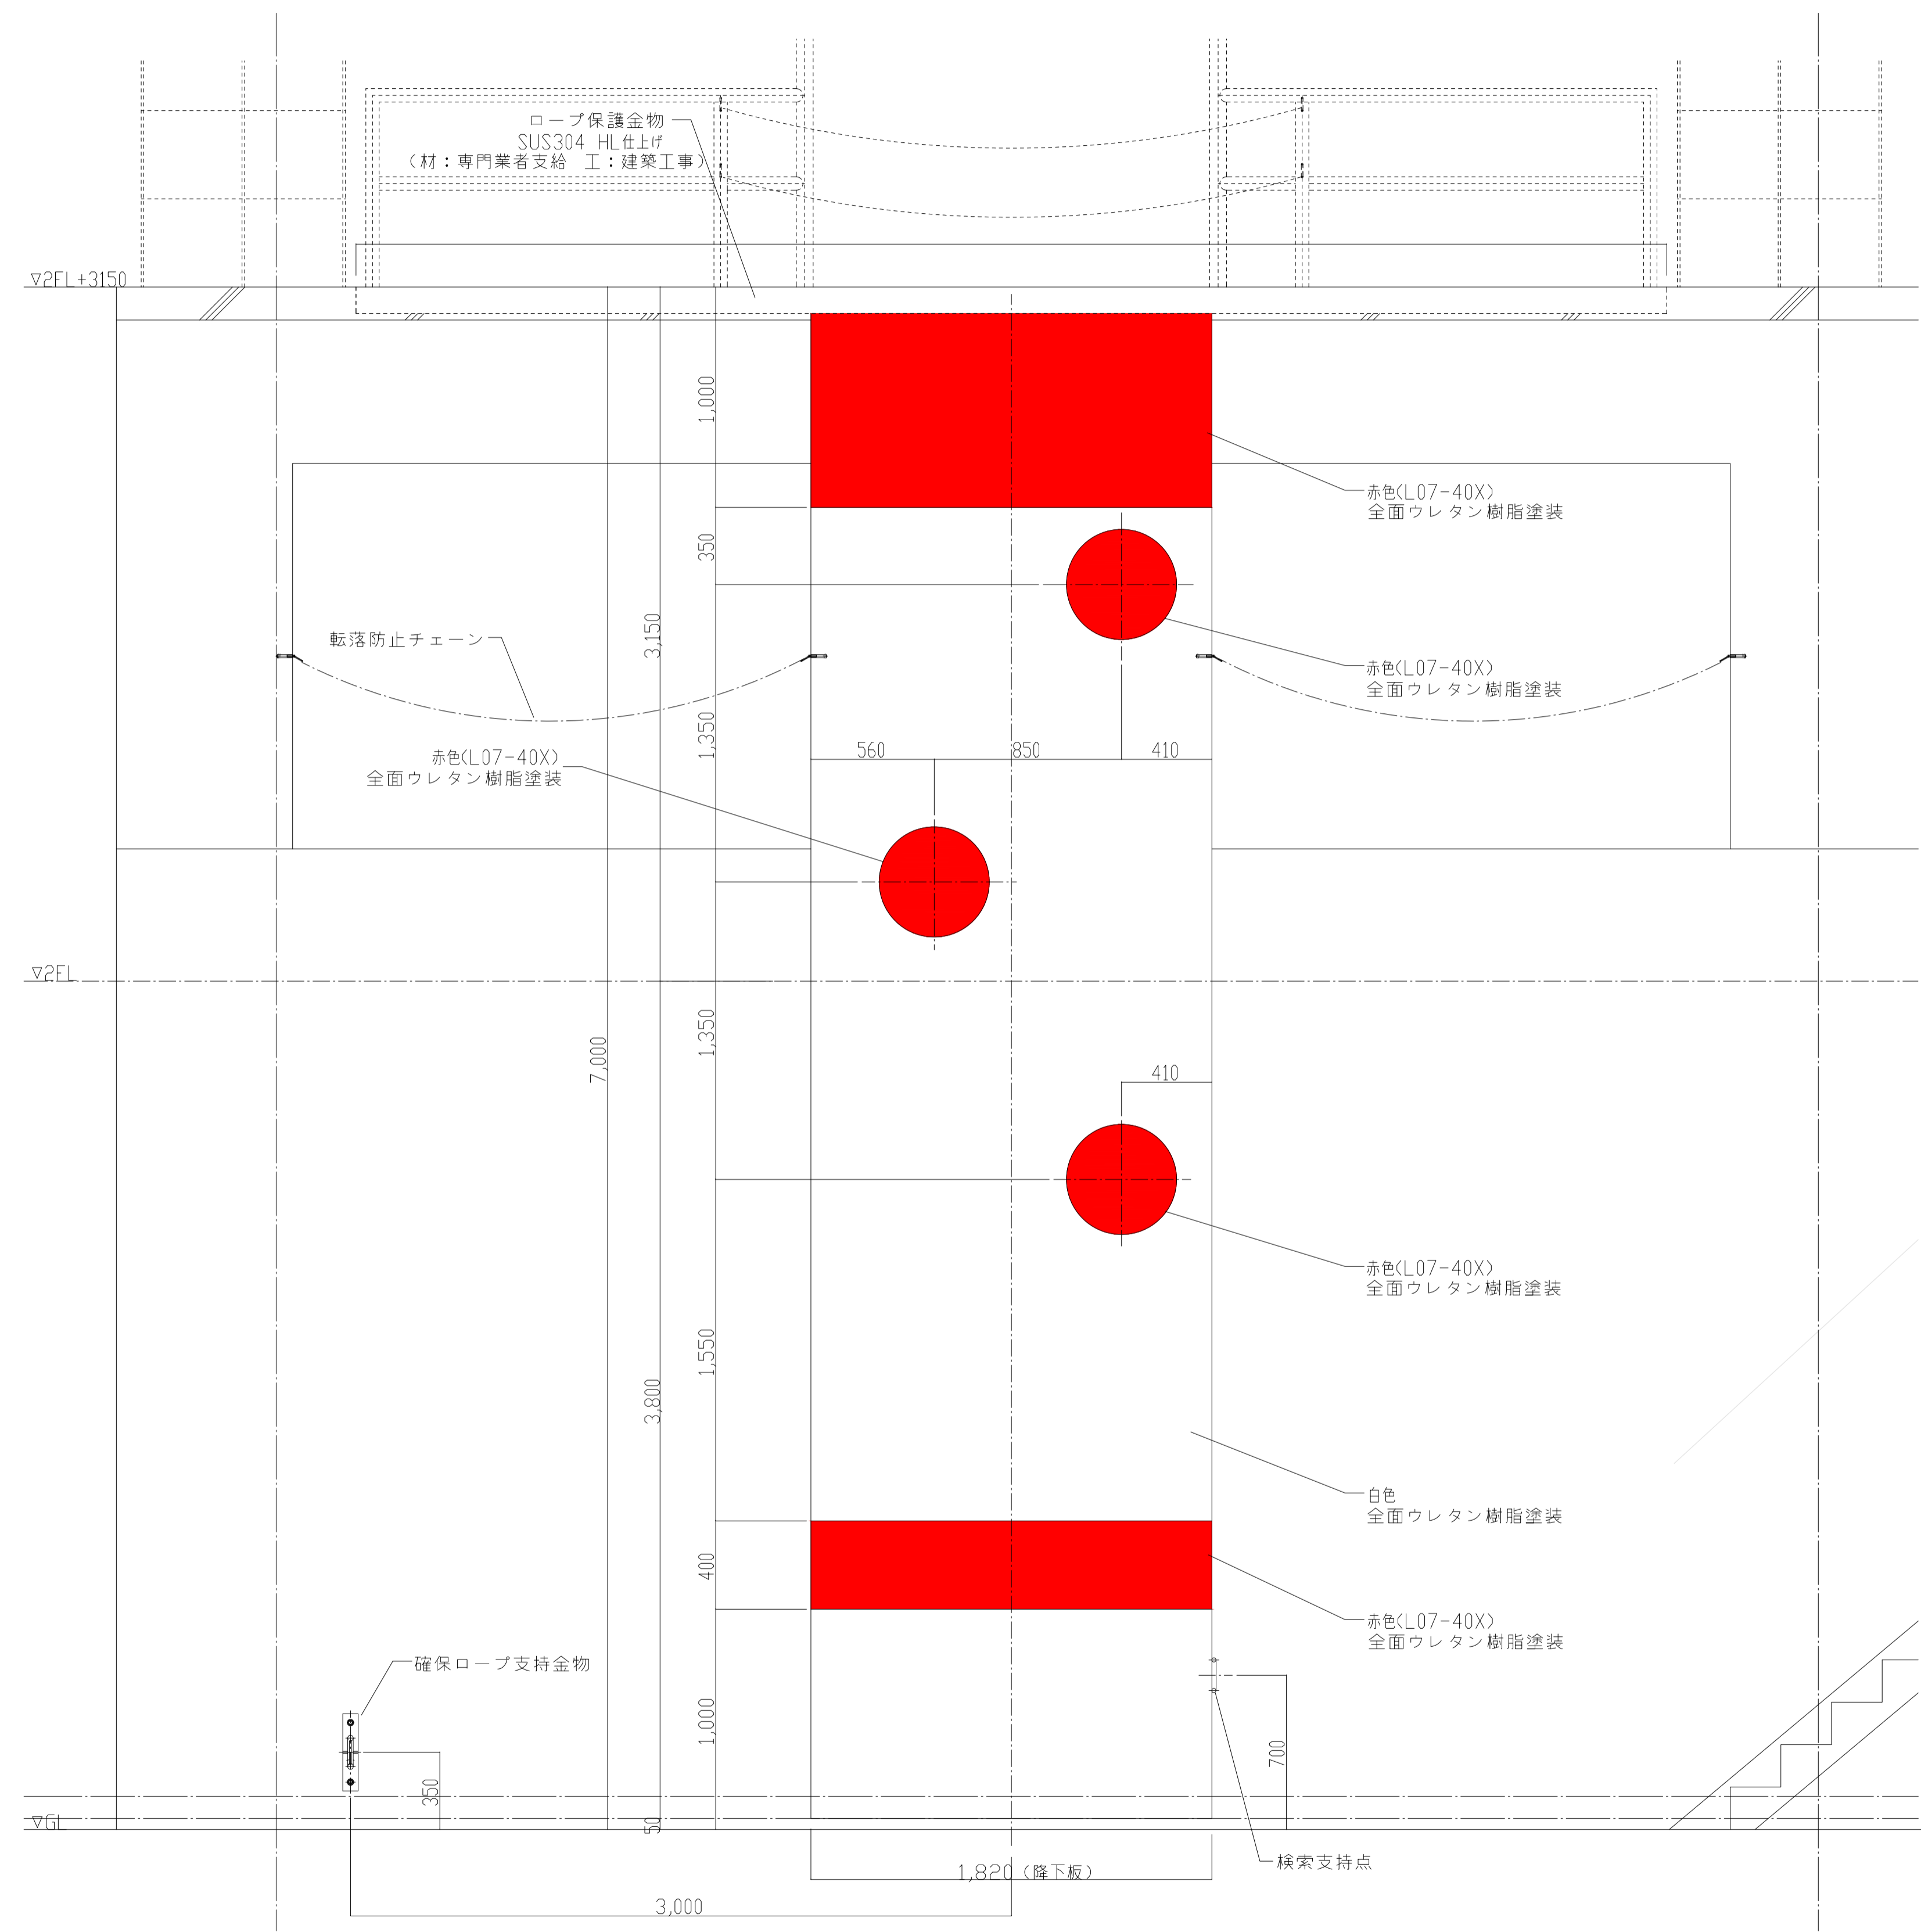 ロープ保護金物
SUS304 HL仕上げ
（材：専門業者支給 工：建築工事）
▽2FL+3150
1,000
赤色(L07-40X)
全面ウレタン樹脂塗装
350
3,150
転落防止チェーン
赤色(L07-40X)
全面ウレタン樹脂塗装
1,350
560
850
410
赤色(L07-40X)
全面ウレタン樹脂塗装
▽2FL
1,350
7,000
410
赤色(L07-40X)
全面ウレタン樹脂塗装
1,550
3,800
白色
全面ウレタン樹脂塗装
400
赤色(L07-40X)
全面ウレタン樹脂塗装
確保ロープ支持金物
1,000
700
350
50
▽GL
検索支持点
1,820（降下板）
3,000